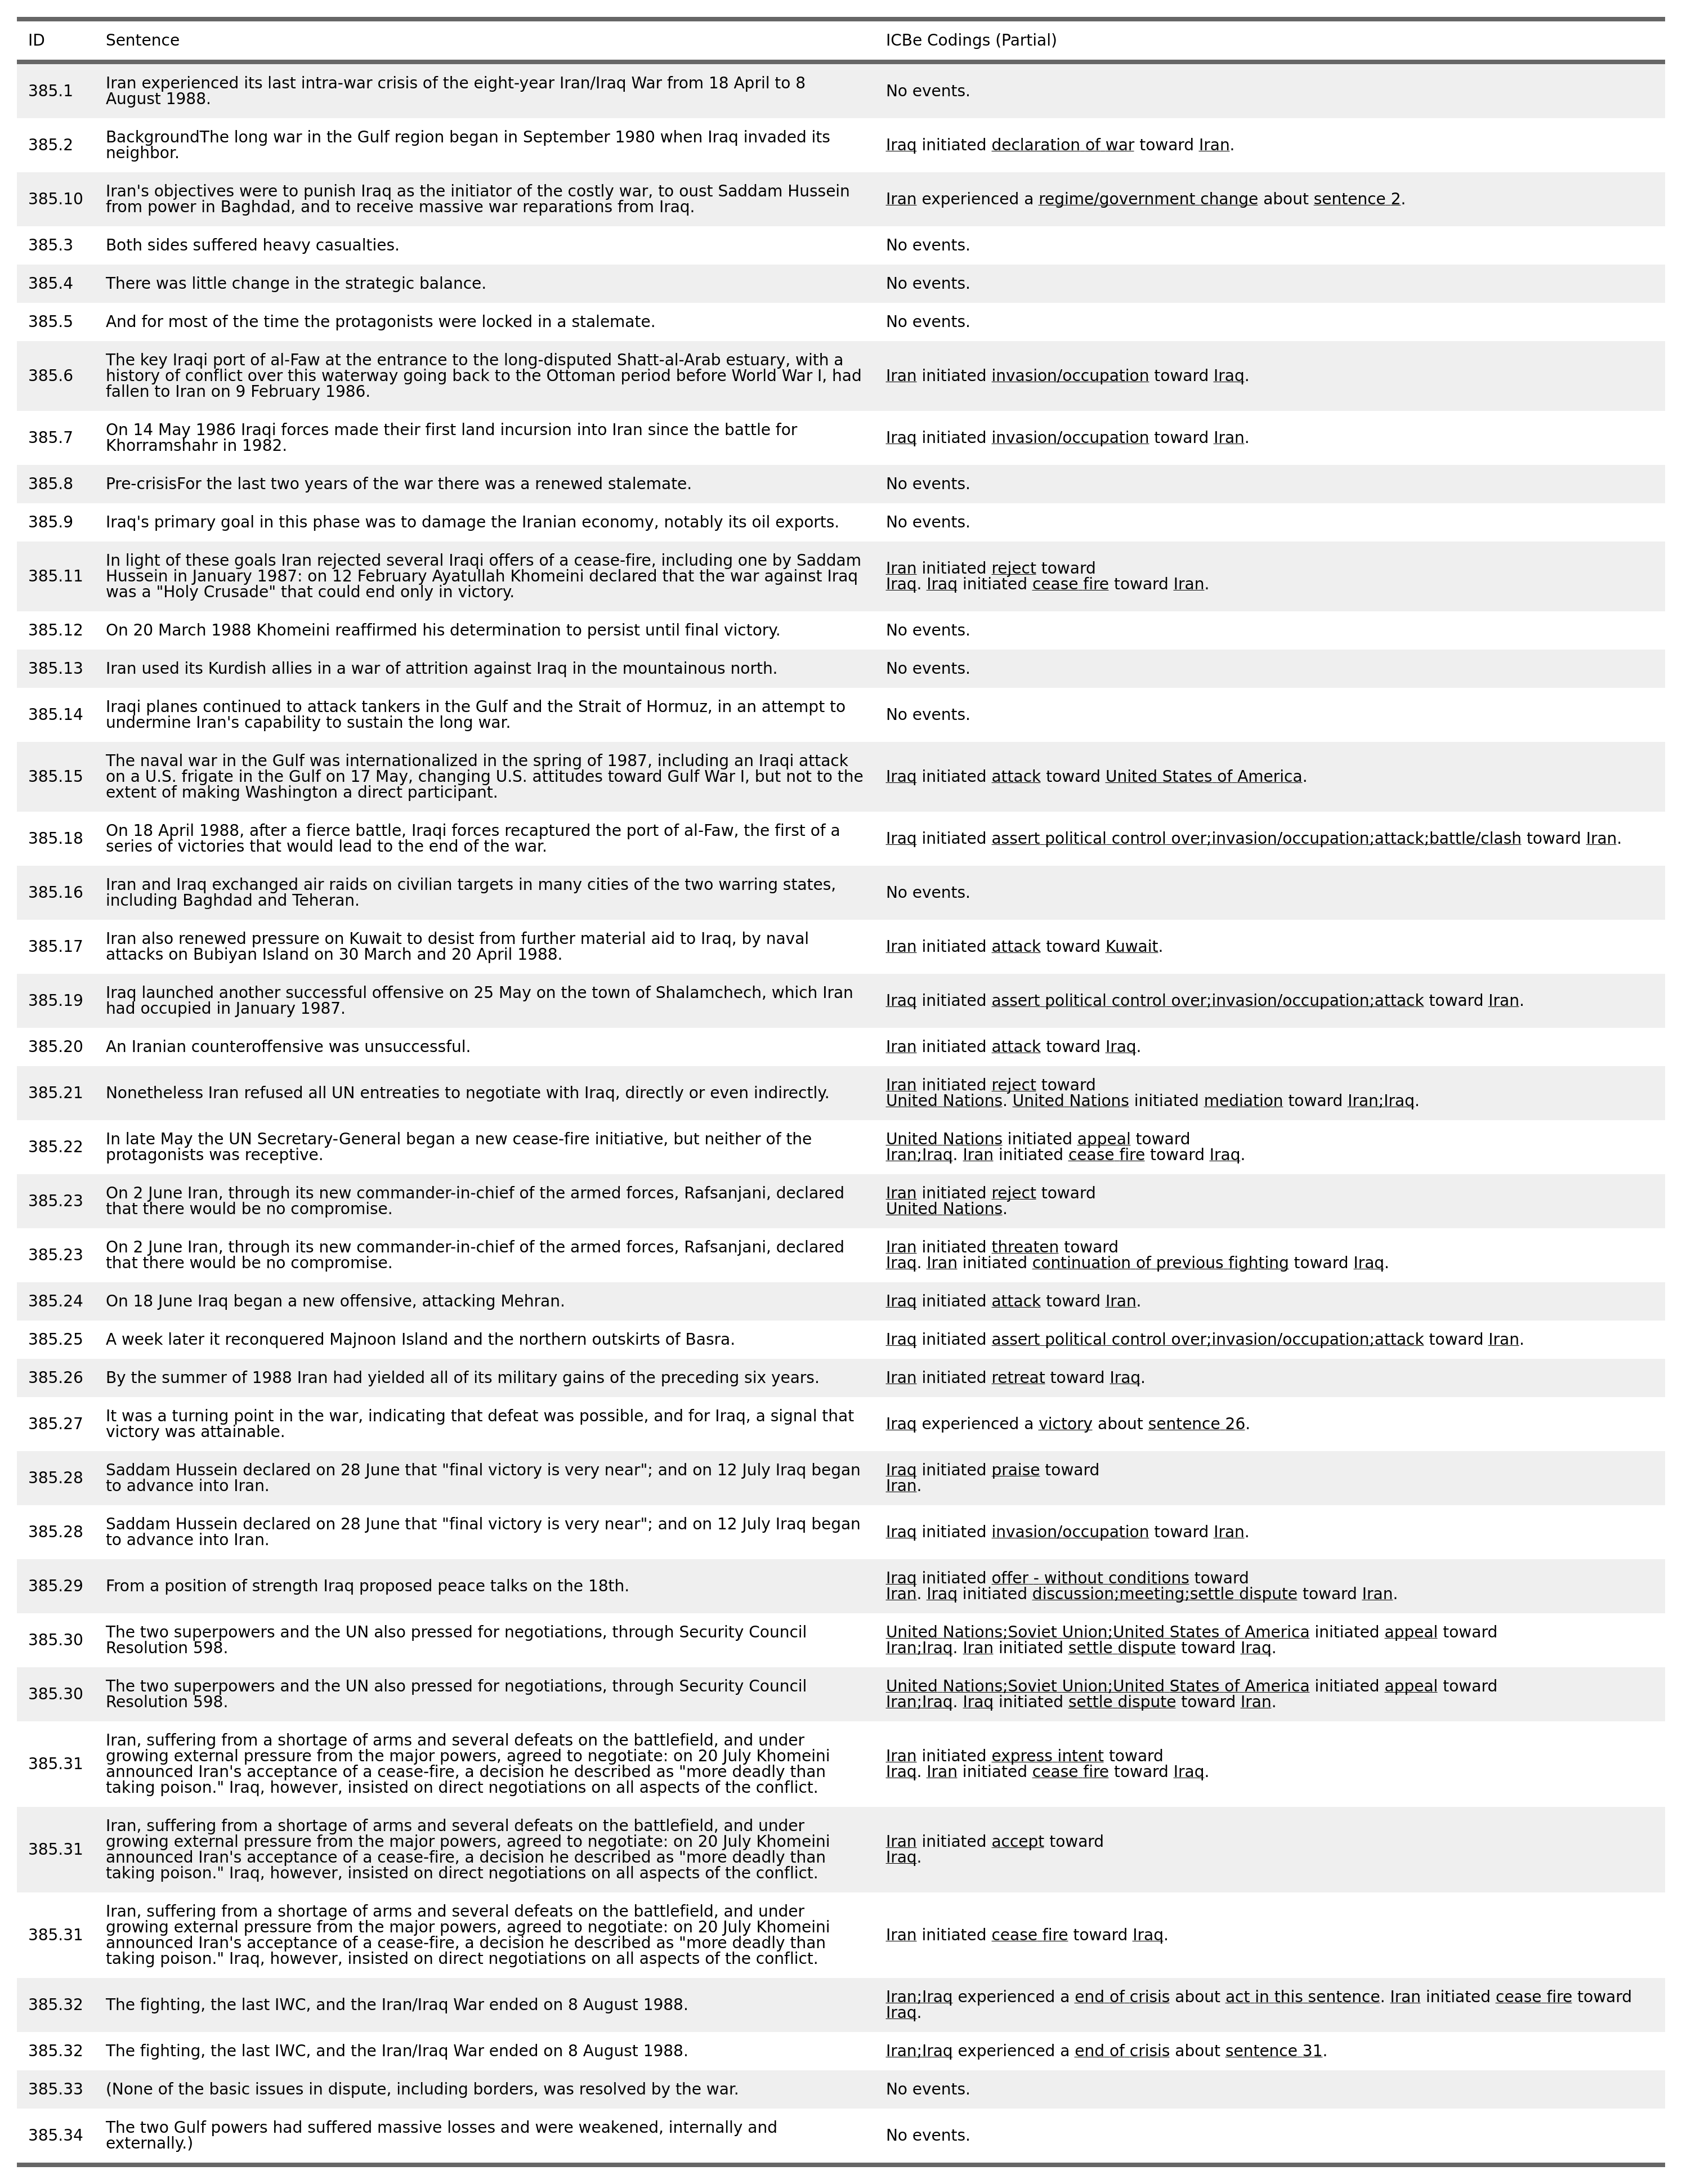 ID Sentence ICBe Codings (Partial)
385.1 Iran experienced its last intra-war crisis of the eight-year Iran/Iraq War from 18 April to 8
August 1988. No events.
385.2 BackgroundThe long war in the Gulf region began in September 1980 when Iraq invaded its
neighbor. Iraq initiated declaration of war toward Iran.
385.10 Iran's objectives were to punish Iraq as the initiator of the costly war, to oust Saddam Hussein
from power in Baghdad, and to receive massive war reparations from Iraq. Iran experienced a regime/government change about sentence 2.
385.3 Both sides suffered heavy casualties. No events.
385.4 There was little change in the strategic balance. No events.
385.5 And for most of the time the protagonists were locked in a stalemate. No events.
385.6 The key Iraqi port of al-Faw at the entrance to the long-disputed Shatt-al-Arab estuary, with a
history of conflict over this waterway going back to the Ottoman period before World War I, had
fallen to Iran on 9 February 1986. Iran initiated invasion/occupation toward Iraq.
385.7 On 14 May 1986 Iraqi forces made their first land incursion into Iran since the battle for
Khorramshahr in 1982. Iraq initiated invasion/occupation toward Iran.
385.8 Pre-crisisFor the last two years of the war there was a renewed stalemate. No events.
385.9 Iraq's primary goal in this phase was to damage the Iranian economy, notably its oil exports. No events.
385.11 In light of these goals Iran rejected several Iraqi offers of a cease-fire, including one by Saddam
Hussein in January 1987: on 12 February Ayatullah Khomeini declared that the war against Iraq
was a "Holy Crusade" that could end only in victory.
Iran initiated reject toward
Iraq. Iraq initiated cease fire toward Iran.
385.12 On 20 March 1988 Khomeini reaffirmed his determination to persist until final victory. No events.
385.13 Iran used its Kurdish allies in a war of attrition against Iraq in the mountainous north. No events.
385.14 Iraqi planes continued to attack tankers in the Gulf and the Strait of Hormuz, in an attempt to
undermine Iran's capability to sustain the long war. No events.
385.15 The naval war in the Gulf was internationalized in the spring of 1987, including an Iraqi attack
on a U.S. frigate in the Gulf on 17 May, changing U.S. attitudes toward Gulf War I, but not to the
extent of making Washington a direct participant. Iraq initiated attack toward United States of America.
385.18 On 18 April 1988, after a fierce battle, Iraqi forces recaptured the port of al-Faw, the first of a
series of victories that would lead to the end of the war. Iraq initiated assert political control over;invasion/occupation;attack;battle/clash toward Iran.
385.16 Iran and Iraq exchanged air raids on civilian targets in many cities of the two warring states,
including Baghdad and Teheran. No events.
385.17 Iran also renewed pressure on Kuwait to desist from further material aid to Iraq, by naval
attacks on Bubiyan Island on 30 March and 20 April 1988. Iran initiated attack toward Kuwait.
385.19 Iraq launched another successful offensive on 25 May on the town of Shalamchech, which Iran
had occupied in January 1987. Iraq initiated assert political control over;invasion/occupation;attack toward Iran.
385.20 An Iranian counteroffensive was unsuccessful. Iran initiated attack toward Iraq.
385.21 Nonetheless Iran refused all UN entreaties to negotiate with Iraq, directly or even indirectly.
Iran initiated reject toward
United Nations. United Nations initiated mediation toward Iran;Iraq.
385.22 In late May the UN Secretary-General began a new cease-fire initiative, but neither of the
protagonists was receptive.
United Nations initiated appeal toward
Iran;Iraq. Iran initiated cease fire toward Iraq.
385.23 On 2 June Iran, through its new commander-in-chief of the armed forces, Rafsanjani, declared
that there would be no compromise.
Iran initiated reject toward
United Nations.
385.23 On 2 June Iran, through its new commander-in-chief of the armed forces, Rafsanjani, declared
that there would be no compromise.
Iran initiated threaten toward
Iraq. Iran initiated continuation of previous fighting toward Iraq.
385.24 On 18 June Iraq began a new offensive, attacking Mehran. Iraq initiated attack toward Iran.
385.25 A week later it reconquered Majnoon Island and the northern outskirts of Basra. Iraq initiated assert political control over;invasion/occupation;attack toward Iran.
385.26 By the summer of 1988 Iran had yielded all of its military gains of the preceding six years. Iran initiated retreat toward Iraq.
385.27 It was a turning point in the war, indicating that defeat was possible, and for Iraq, a signal that
victory was attainable. Iraq experienced a victory about sentence 26.
385.28 Saddam Hussein declared on 28 June that "final victory is very near"; and on 12 July Iraq began
to advance into Iran.
Iraq initiated praise toward
Iran.
385.28 Saddam Hussein declared on 28 June that "final victory is very near"; and on 12 July Iraq began
to advance into Iran. Iraq initiated invasion/occupation toward Iran.
385.29 From a position of strength Iraq proposed peace talks on the 18th.
Iraq initiated offer - without conditions toward
Iran. Iraq initiated discussion;meeting;settle dispute toward Iran.
385.30 The two superpowers and the UN also pressed for negotiations, through Security Council
Resolution 598.
United Nations;Soviet Union;United States of America initiated appeal toward
Iran;Iraq. Iran initiated settle dispute toward Iraq.
385.30 The two superpowers and the UN also pressed for negotiations, through Security Council
Resolution 598.
United Nations;Soviet Union;United States of America initiated appeal toward
Iran;Iraq. Iraq initiated settle dispute toward Iran.
385.31 Iran, suffering from a shortage of arms and several defeats on the battlefield, and under
growing external pressure from the major powers, agreed to negotiate: on 20 July Khomeini
announced Iran's acceptance of a cease-fire, a decision he described as "more deadly than
taking poison." Iraq, however, insisted on direct negotiations on all aspects of the conflict.
Iran initiated express intent toward
Iraq. Iran initiated cease fire toward Iraq.
385.31 Iran, suffering from a shortage of arms and several defeats on the battlefield, and under
growing external pressure from the major powers, agreed to negotiate: on 20 July Khomeini
announced Iran's acceptance of a cease-fire, a decision he described as "more deadly than
taking poison." Iraq, however, insisted on direct negotiations on all aspects of the conflict.
Iran initiated accept toward
Iraq.
385.31 Iran, suffering from a shortage of arms and several defeats on the battlefield, and under
growing external pressure from the major powers, agreed to negotiate: on 20 July Khomeini
announced Iran's acceptance of a cease-fire, a decision he described as "more deadly than
taking poison." Iraq, however, insisted on direct negotiations on all aspects of the conflict.
Iran initiated cease fire toward Iraq.
385.32 The fighting, the last IWC, and the Iran/Iraq War ended on 8 August 1988.
Iran;Iraq experienced a end of crisis about act in this sentence. Iran initiated cease fire toward
Iraq.
385.32 The fighting, the last IWC, and the Iran/Iraq War ended on 8 August 1988. Iran;Iraq experienced a end of crisis about sentence 31.
385.33 (None of the basic issues in dispute, including borders, was resolved by the war. No events.
385.34 The two Gulf powers had suffered massive losses and were weakened, internally and
externally.) No events.